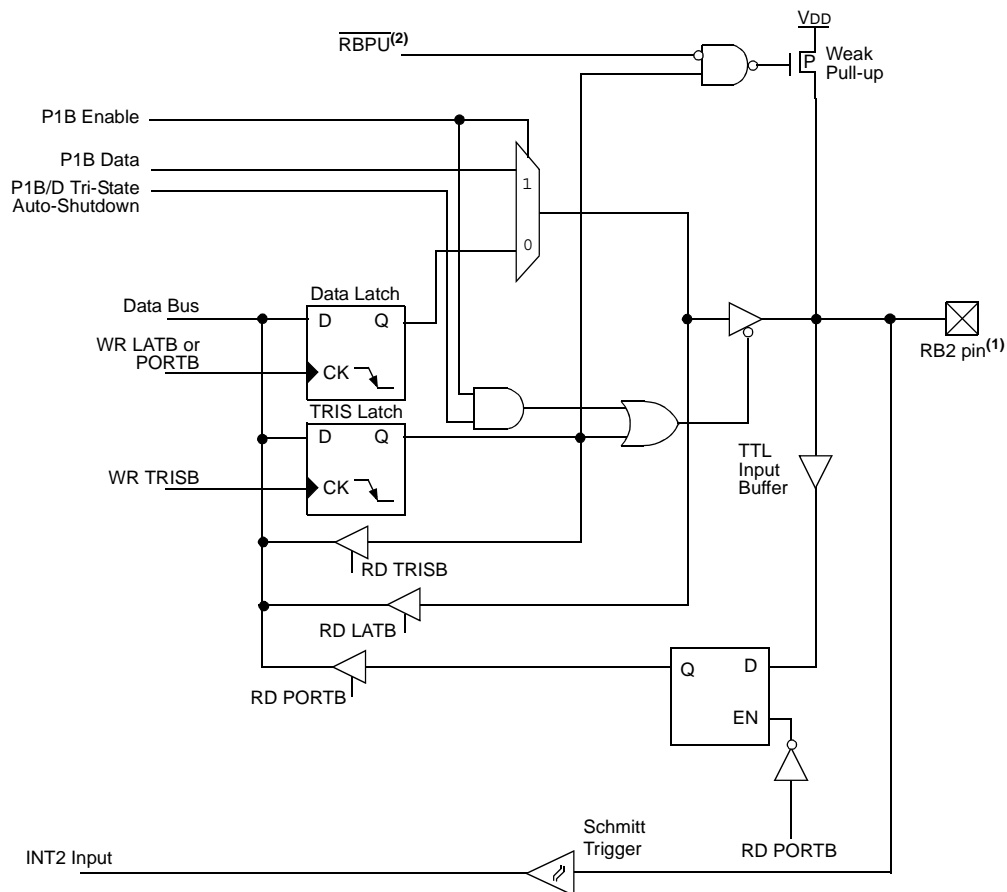 VDD
RBPU(2)
Weak
Pull-up
P
P1B Enable
P1B Data
P1B/D Tri-State
Auto-Shutdown
1
0
Data Bus
Data Latch
D Q
WR LATB or
PORTB
CK
RB2 pin(1)
TRIS Latch
D Q
TTL
Input
Buffer
WR TRISB
CK
RD TRISB
RD LATB
Q D
RD PORTB
EN
Schmitt
Trigger
RD PORTB
INT2 Input